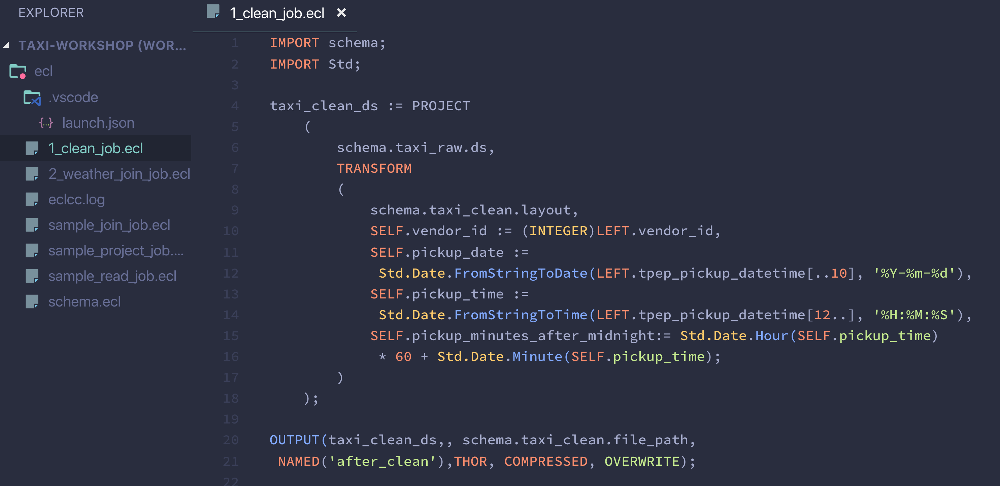 EXPLORER
TAXI-WORKSHOP (WOR...
ecl
.vscode
{...} launch.json
1_clean_job.ecl
2_weather_join_job.ecl
eclcc.log
sample_join_job.ecl
sample_project_job....
sample_read_job.ecl
schema.ecl
1_clean_job.ecl ×
1 IMPORT schema;
2 IMPORT Std;
3
4 taxi_clean_ds := PROJECT
5 (
6 schema.taxi_raw.ds,
7 TRANSFORM
8 (
9 schema.taxi_clean.layout,
10 SELF.vendor_id := (INTEGER)LEFT.vendor_id,
11 SELF.pickup_date :=
12 Std.Date.FromStringToDate(LEFT.tpep_pickup_datetime[..10], '%Y-%m-%d'),
13 SELF.pickup_time :=
14 Std.Date.FromStringToTime(LEFT.tpep_pickup_datetime[12..], '%H:%M:%S'),
15 SELF.pickup_minutes_after_midnight:= Std.Date.Hour(SELF.pickup_time)
16 * 60 + Std.Date.Minute(SELF.pickup_time);
17 )
18 );
19
20 OUTPUT(taxi_clean_ds,, schema.taxi_clean.file_path,
21 NAMED('after_clean'),THOR, COMPRESSED, OVERWRITE);
22